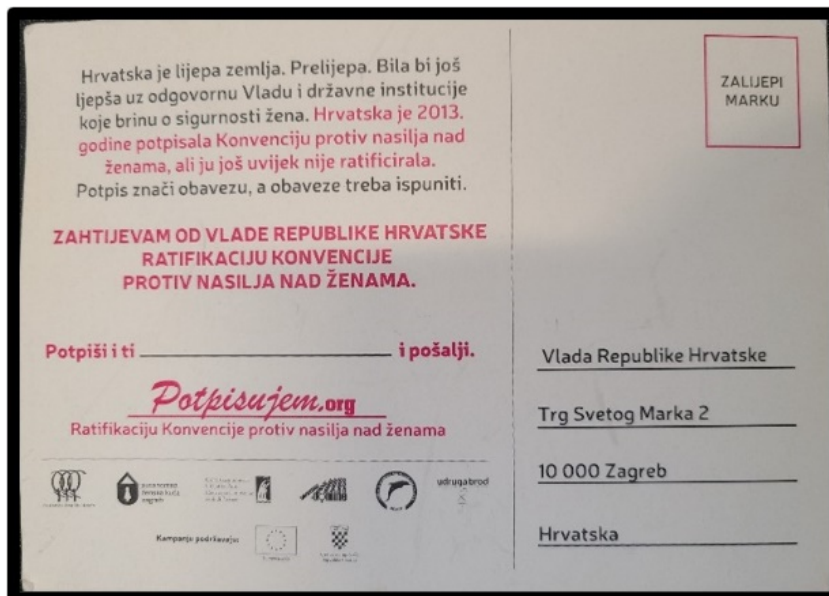 Hrvatska je lijepa zemlja. Prelijepa. Bila bi još
ljepša uz odgovornu Vladu i državne institucije
koje brinu o sigurnosti žena. Hrvatska je 2013.
godine potpisala Konvenciju protiv nasilja nad
ženama, ali ju još uvijek nije ratificirala.
Potpis znači obavezu, a obaveze treba ispuniti.
ZAHTIJEVAM OD VLADE REPUBLIKE HRVATSKE
RATIFIKACIJU KONVENCIJE
PROTIV NASILJA NAD ŽENAMA.
Potpiši i ti i pošalji.
Potpisujem.org
Ratifikaciju Konvencije protiv nasilja nad ženama
autonomna
ženska kuća
zagreb
udrugabrod
Kampanju podržavaju:
ZALIJEPI
MARKU
Vlada Republike Hrvatske
Trg Svetog Marka 2
10 000 Zagreb
Hrvatska